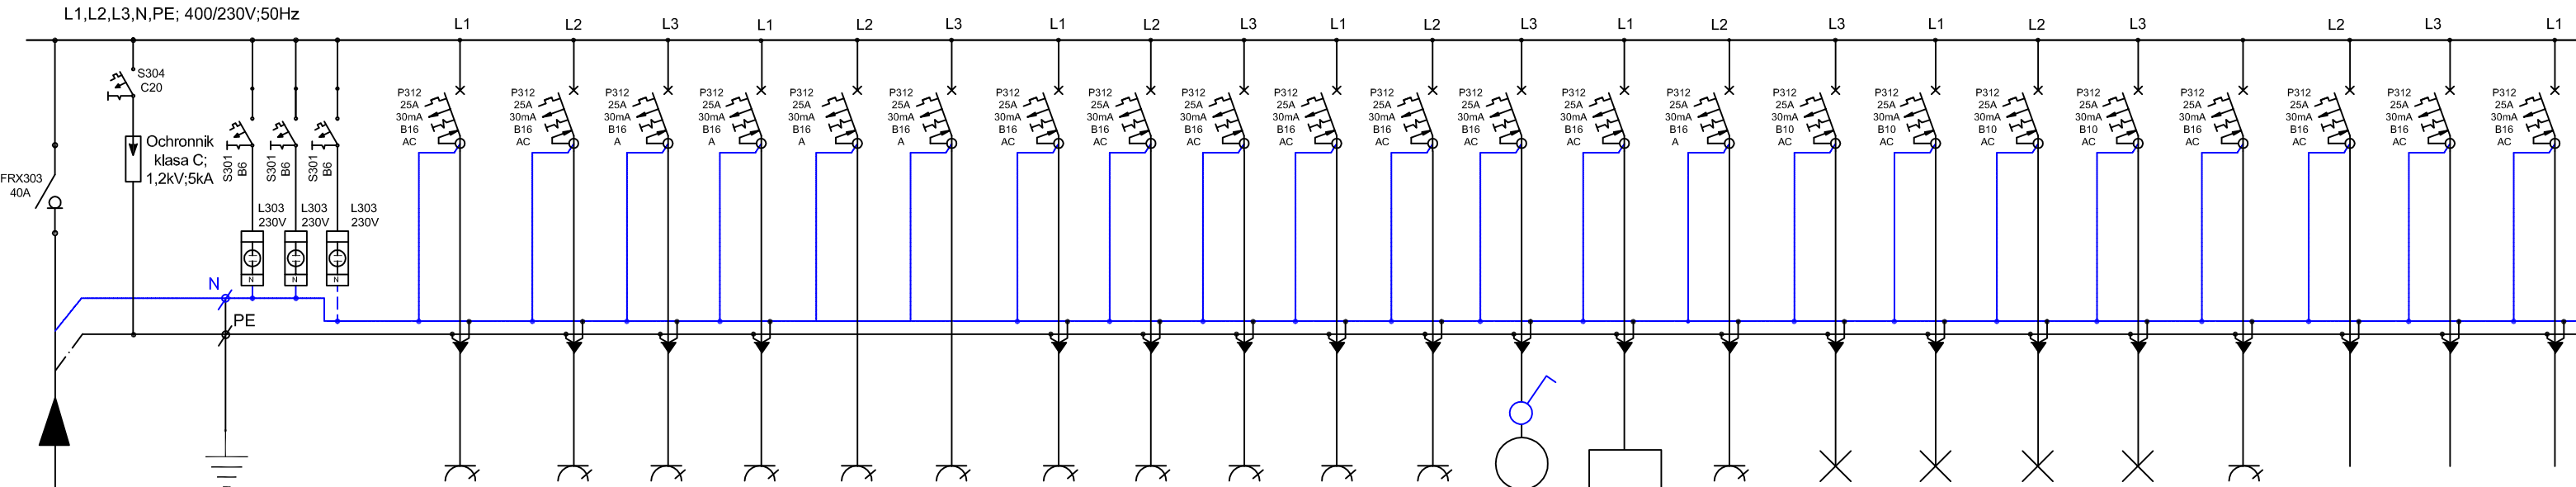 L1,L2,L3,N,PE; 400/230V;50Hz
L1 L2 L3 L1 L2 L3 L1 L2 L3 L1 L2 L3 L1 L2 L3 L1 L2 L3 L2 L3 L1
S304
C20
Ochronnik
klasa C;
1,2kV;5kA
FRX303
40A
S301
B6
S301
B6
S301
B6
L303
230V
L303
230V
L303
230V
N
N
N
N
PE
P312
25A
30mA
B16
AC
P312
25A
30mA
B16
AC
P312
25A
30mA
B16
A
P312
25A
30mA
B16
A
P312
25A
30mA
B16
A
P312
25A
30mA
B16
A
P312
25A
30mA
B16
AC
P312
25A
30mA
B16
AC
P312
25A
30mA
B16
AC
P312
25A
30mA
B16
AC
P312
25A
30mA
B16
AC
P312
25A
30mA
B16
AC
P312
25A
30mA
B16
AC
P312
25A
30mA
B16
A
P312
25A
30mA
B10
AC
P312
25A
30mA
B10
AC
P312
25A
30mA
B10
AC
P312
25A
30mA
B10
AC
P312
25A
30mA
B16
AC
P312
25A
30mA
B16
AC
P312
25A
30mA
B16
AC
P312
25A
30mA
B16
AC